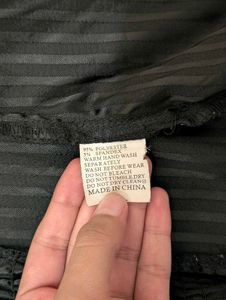 95% POLYESTER
5% SPANDEX
WARM HAND WASH
SEPARATELY
WASH BEFORE WEAR
DO NOT BLEACH
DO NOT TUMBLE DRY
DO NOT DRY CLEAN
MADE IN CHINA